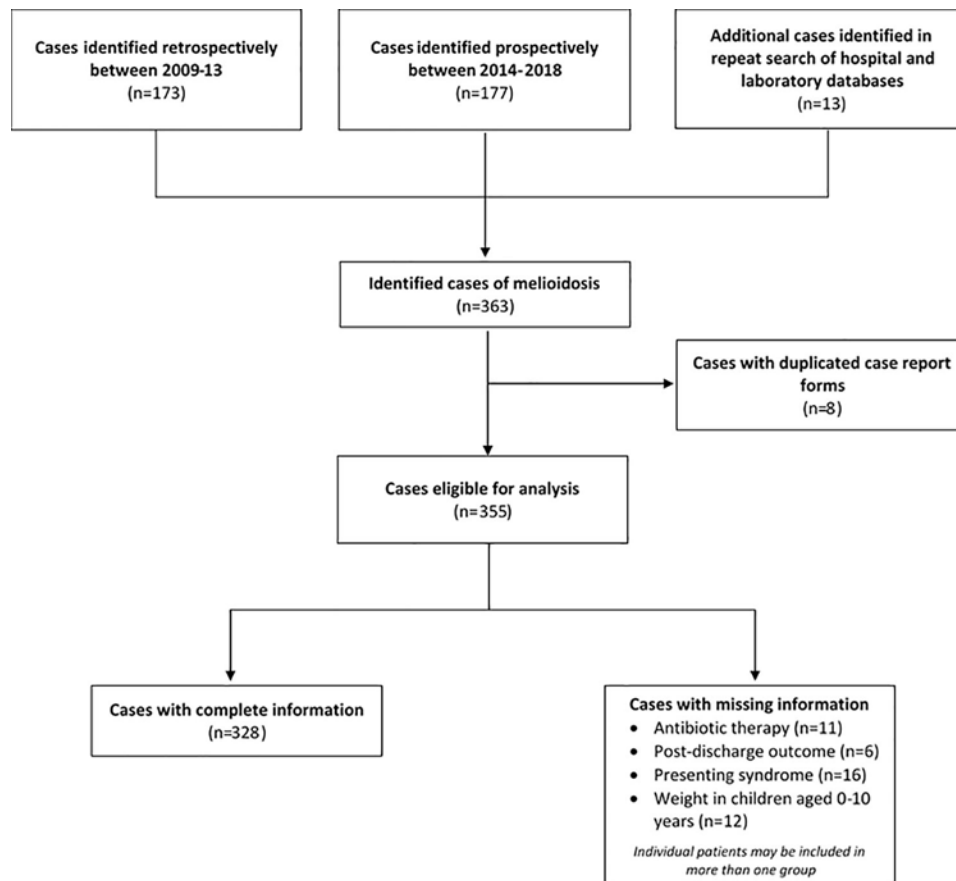 Cases identified retrospectively
between 2009-13
(n=173)
Cases identified prospectively
between 2014-2018
(n=177)
Additional cases identified in
repeat search of hospital and
laboratory databases
(n=13)
Identified cases of melioidosis
(n=363)
Cases with duplicated case report
forms
(n=8)
Cases eligible for analysis
(n=355)
Cases with complete information
(n=328)
Cases with missing information
• Antibiotic therapy (n=11)
• Post-discharge outcome (n=6)
• Presenting syndrome (n=16)
• Weight in children aged 0-10
years (n=12)
Individual patients may be included in
more than one group